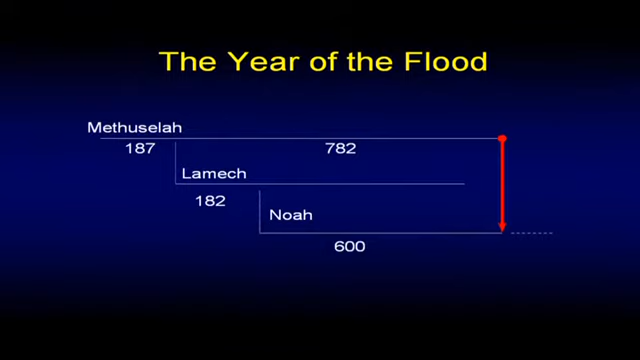 The Year of the Flood
Methuselah
187 782
Lamech
182
Noah
600